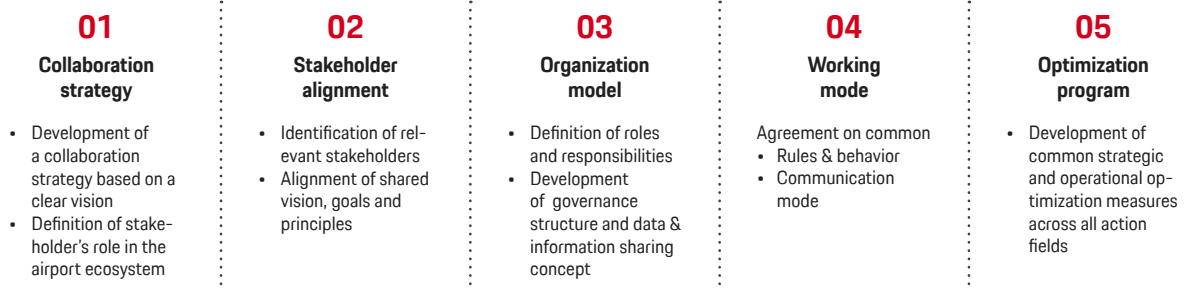 01
Collaboration
strategy
• Development of
a collaboration
strategy based on a
clear vision
• Definition of stake-
holder's role in the
airport ecosystem
02
Stakeholder
alignment
• Identification of rel-
evant stakeholders
• Alignment of shared
vision, goals and
principles
03
Organization
model
• Definition of roles
and responsibilities
• Development
of governance
structure and data &
information sharing
concept
04
Working
mode
Agreement on common
• Rules & behavior
• Communication
mode
05
Optimization
program
• Development of
common strategic
and operational op-
timization measures
across all action
fields